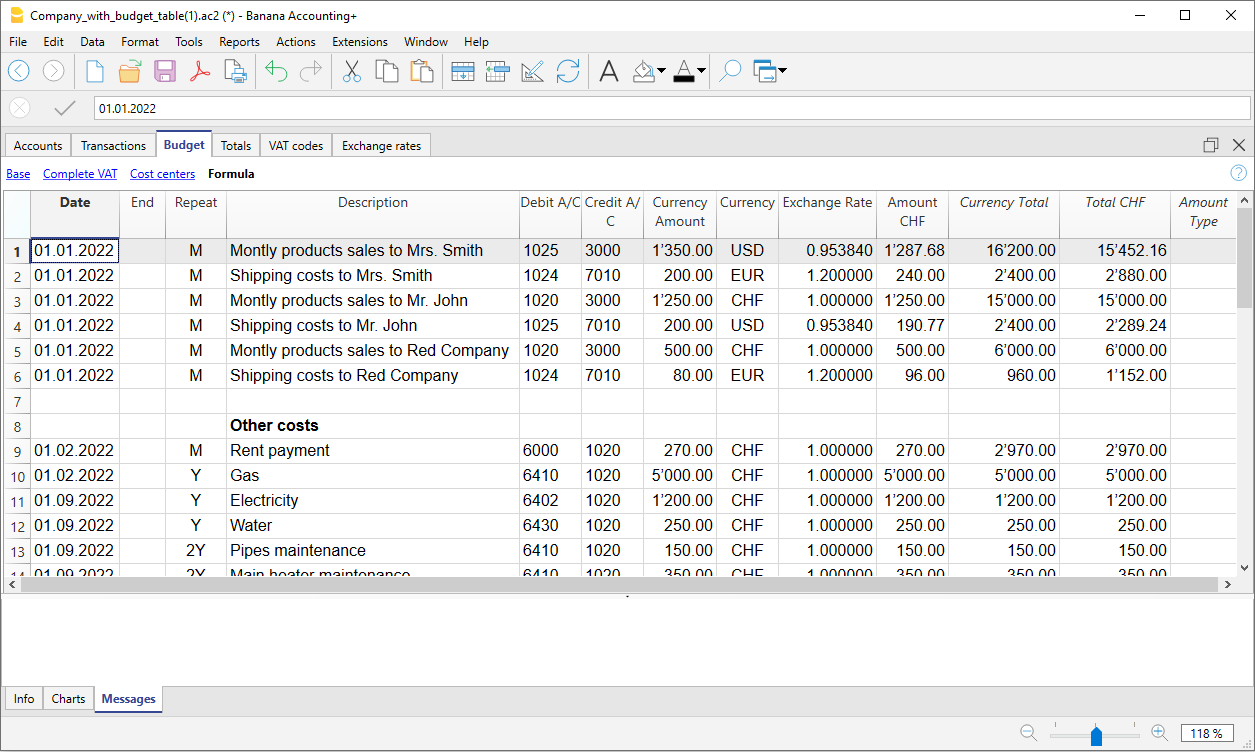 Company_with_budget_table(1).ac2 (*) - Banana Accounting+
File Edit Data Format Tools Reports Actions Extensions Window Help
01.01.2022
Accounts Transactions Budget Totals VAT codes Exchange rates
Base Complete VAT Cost centers Formula
Date End Repeat Description Debit A/C Credit A/ Currency Currency Exchange Rate Amount Currency Total Total CHF Amount
C Amount CHF Type
1 01.01.2022 M Montly products sales to Mrs. Smith 1025 3000 1’350.00 USD 0.953840 1’287.68 16’200.00 15’452.16
2 01.01.2022 M Shipping costs to Mrs. Smith 1024 7010 200.00 EUR 1.200000 240.00 2’400.00 2’880.00
3 01.01.2022 M Montly products sales to Mr. John 1020 3000 1’250.00 CHF 1.000000 1’250.00 15’000.00 15’000.00
4 01.01.2022 M Shipping costs to Mr. John 1025 7010 200.00 USD 0.953840 190.77 2’400.00 2’289.24
5 01.01.2022 M Montly products sales to Red Company 1020 3000 500.00 CHF 1.000000 500.00 6’000.00 6’000.00
6 01.01.2022 M Shipping costs to Red Company 1024 7010 80.00 EUR 1.200000 96.00 960.00 1’152.00
7
8 Other costs
9 01.02.2022 M Rent payment 6000 1020 270.00 CHF 1.000000 270.00 2’970.00 2’970.00
10 01.02.2022 Y Gas 6410 1020 5’000.00 CHF 1.000000 5’000.00 5’000.00 5’000.00
11 01.09.2022 Y Electricity 6402 1020 1’200.00 CHF 1.000000 1’200.00 1’200.00 1’200.00
12 01.09.2022 Y Water 6430 1020 250.00 CHF 1.000000 250.00 250.00 250.00
13 01.09.2022 2Y Pipes maintenance 6410 1020 150.00 CHF 1.000000 150.00 150.00 150.00
14 01.09.2022 2Y Main heater maintenance 6410 1020 350.00 CHF 1.000000 350.00 350.00 350.00
Info Charts Messages
118 %